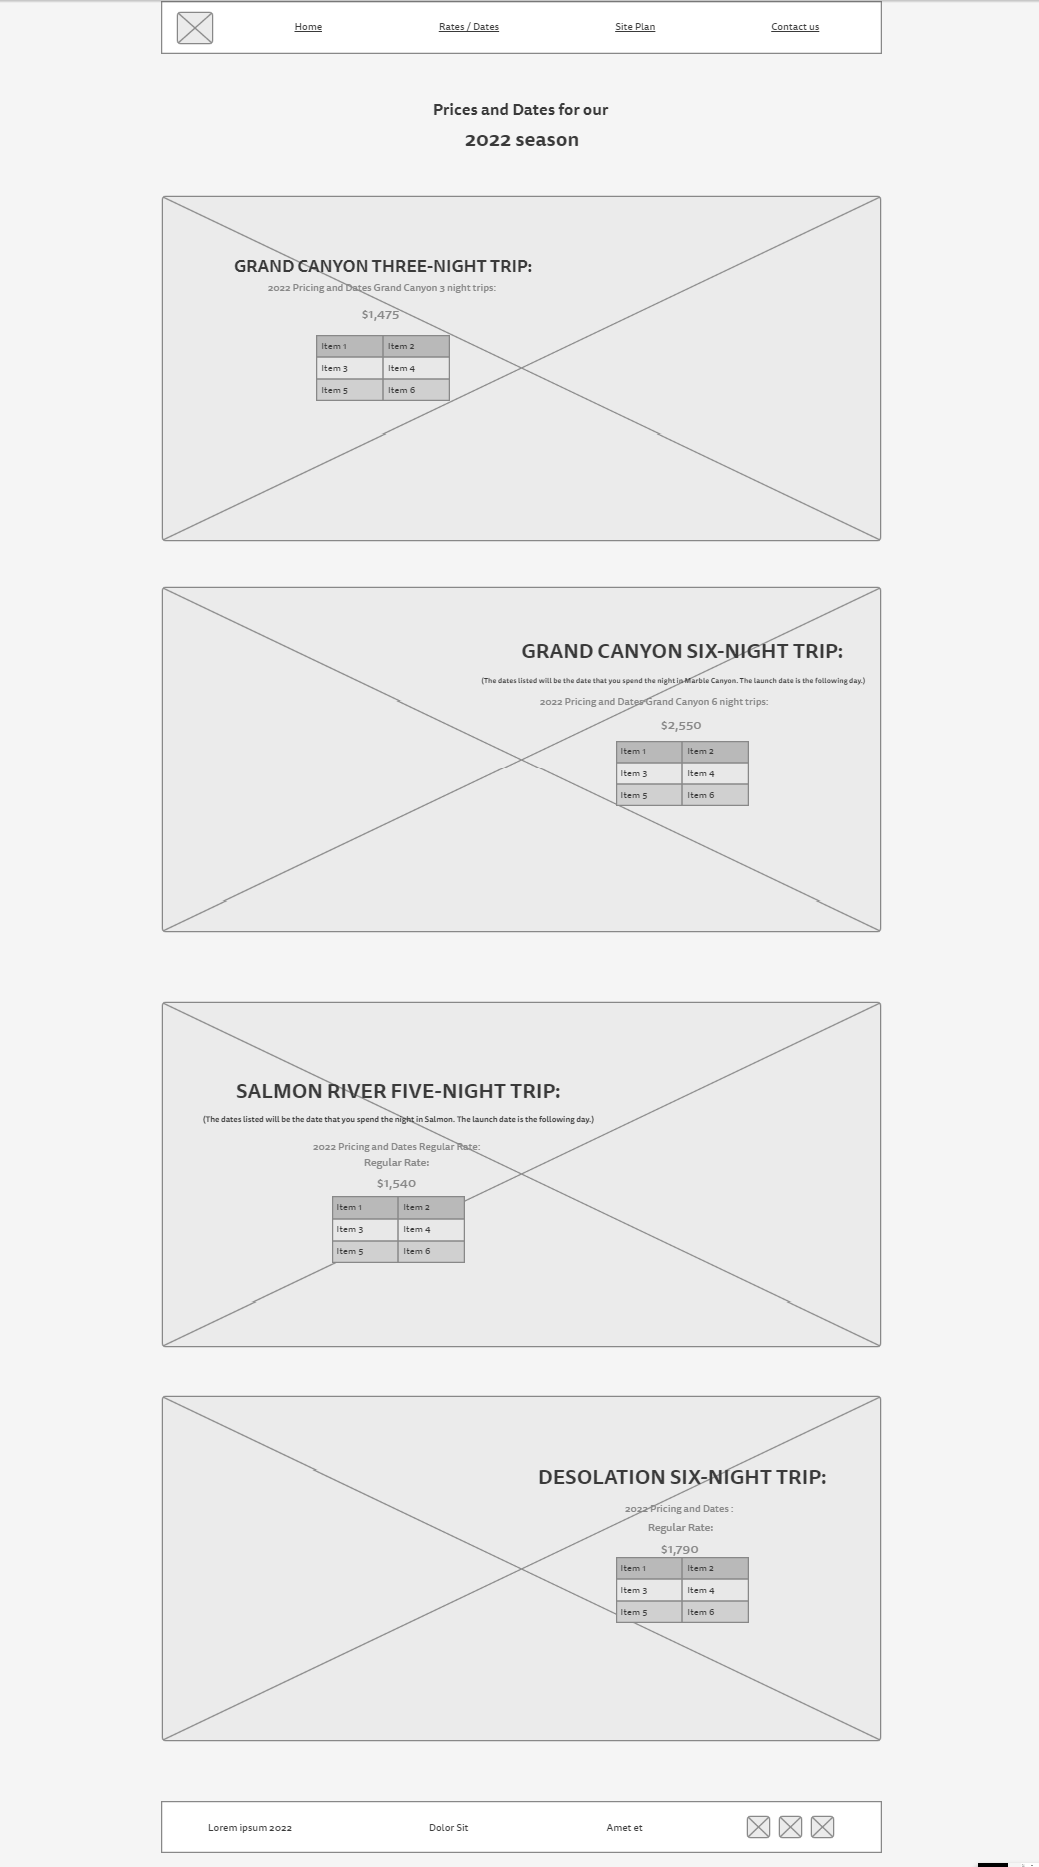 Home Rates / Dates Site Plan Contact us
Prices and Dates for our
2022 season
GRAND CANYON THREE-NIGHT TRIP:
2022 Pricing and Dates Grand Canyon 3 night trips:
$1,475
Item 1 Item 2
Item 3 Item 4
Item 5 Item 6
GRAND CANYON SIX-NIGHT TRIP:
(The dates listed will be the date that you spend the night in Marble Canyon. The launch date is the following day.)
2022 Pricing and Dates Grand Canyon 6 night trips:
$2,550
Item 1 Item 2
Item 3 Item 4
Item 5 Item 6
SALMON RIVER FIVE-NIGHT TRIP:
(The dates listed will be the date that you spend the night in Salmon. The launch date is the following day.)
2022 Pricing and Dates Regular Rate:
Regular Rate:
$1,540
Item 1 Item 2
Item 3 Item 4
Item 5 Item 6
DESOLATION SIX-NIGHT TRIP:
2022 Pricing and Dates :
Regular Rate:
$1,790
Item 1 Item 2
Item 3 Item 4
Item 5 Item 6
Lorem ipsum 2022 Dolor Sit Amet et